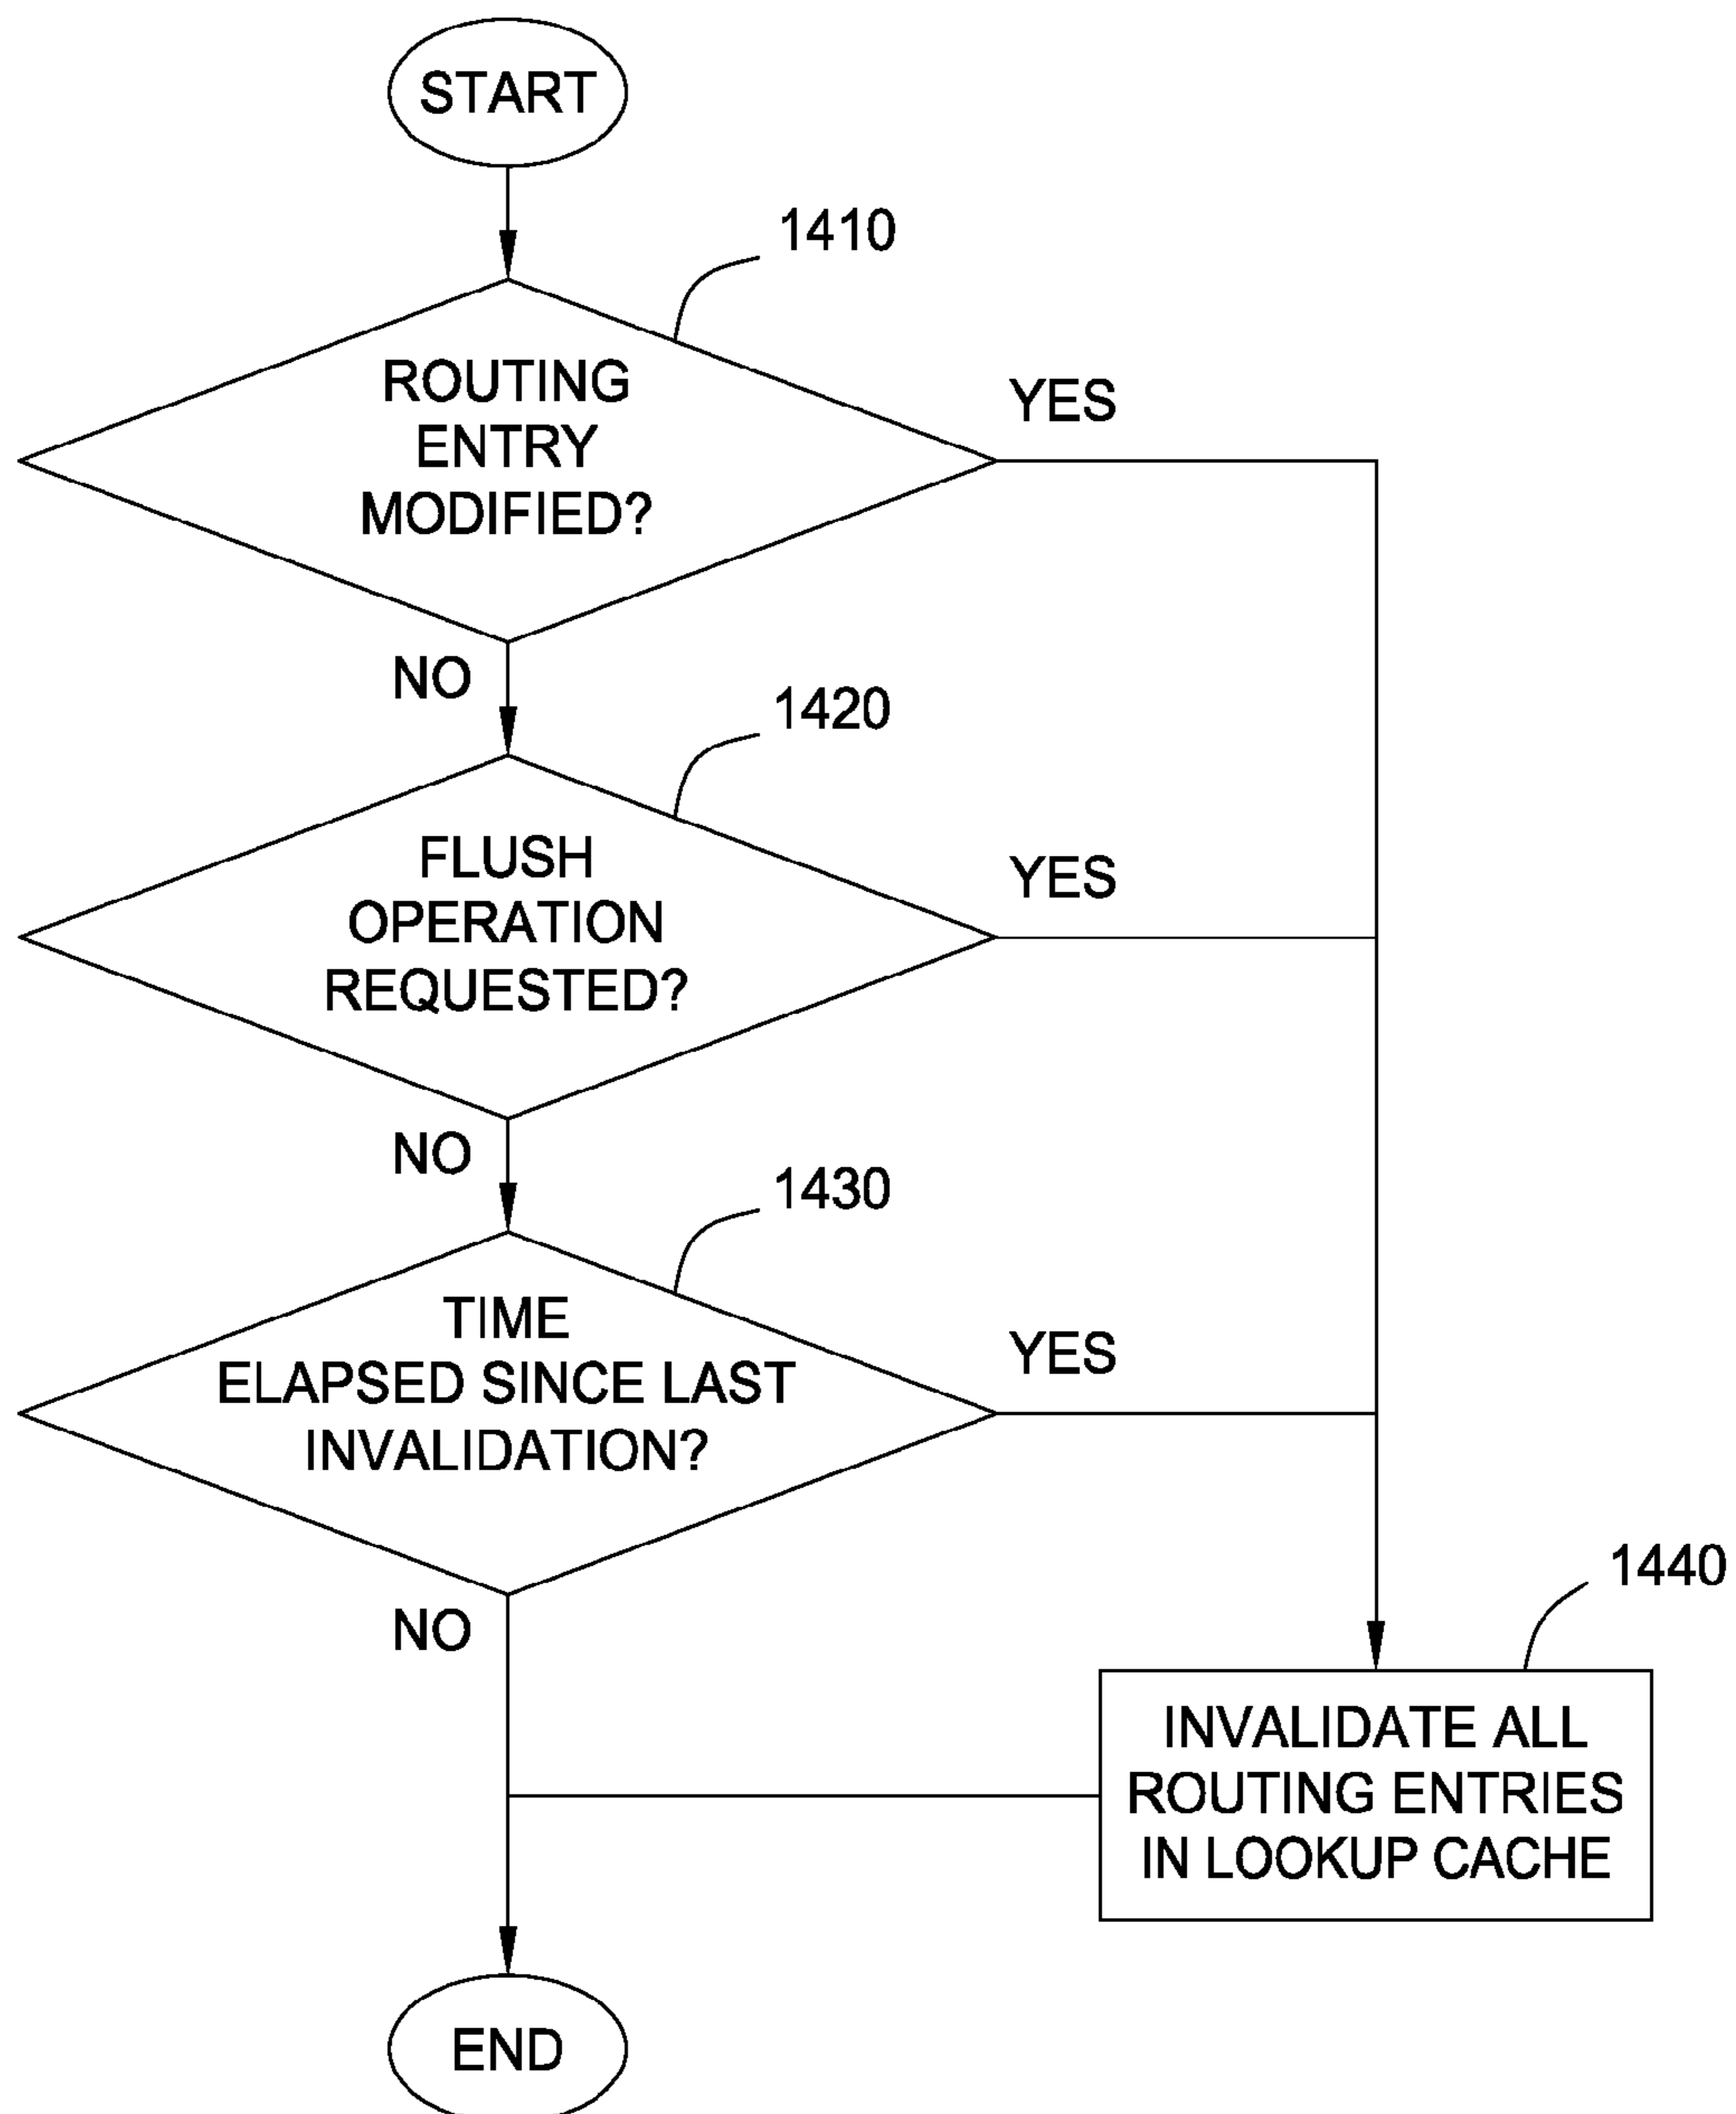 START
1410
ROUTING
ENTRY
MODIFIED?
YES
NO
1420
FLUSH
OPERATION
REQUESTED?
YES
NO
1430
TIME
ELAPSED SINCE LAST
INVALIDATION?
YES
NO
1440
INVALIDATE ALL
ROUTING ENTRIES
IN LOOKUP CACHE
END